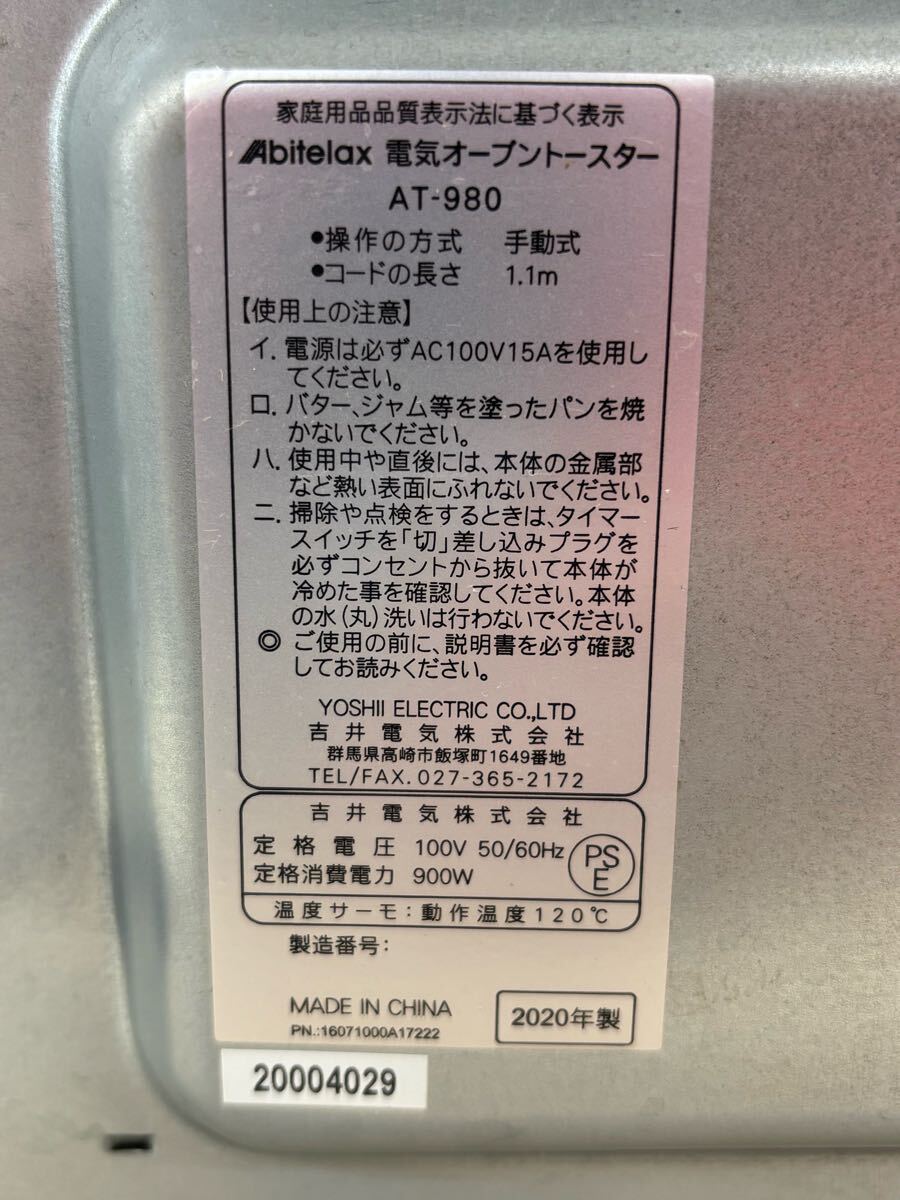 家庭用品品質表示法に基づく表示
Abitelax 電気オーブントースター
AT-980
•操作の方式 手動式
•コードの長さ 1.1m
【使用上の注意】
イ. 電源は必ずAC100V15Aを使用し
てください。
ロ. バター、ジャム等を塗ったパンを焼
かないでください。
ハ. 使用中や直後には、本体の金属部
など熱い表面にふれないでください。
ニ. 掃除や点検をするときは、タイマー
スイッチを「切」差し込みプラグを
必ずコンセントから抜いて本体が
冷めた事を確認してください。本体
の水（丸）洗いは行わないでください。
◎ ご使用の前に、説明書を必ず確認
してお読みください。
YOSHII ELECTRIC CO.,LTD
吉井電気株式会社
群馬県高崎市飯塚町1649番地
TEL/FAX. 027-365-2172
吉井電気株式会社
定格電圧 100V 50/60Hz
定格消費電力 900W
PS
E
温度サーモ：動作温度120℃
製造番号:
MADE IN CHINA
PN.:16071000A17222
2020年製
20004029